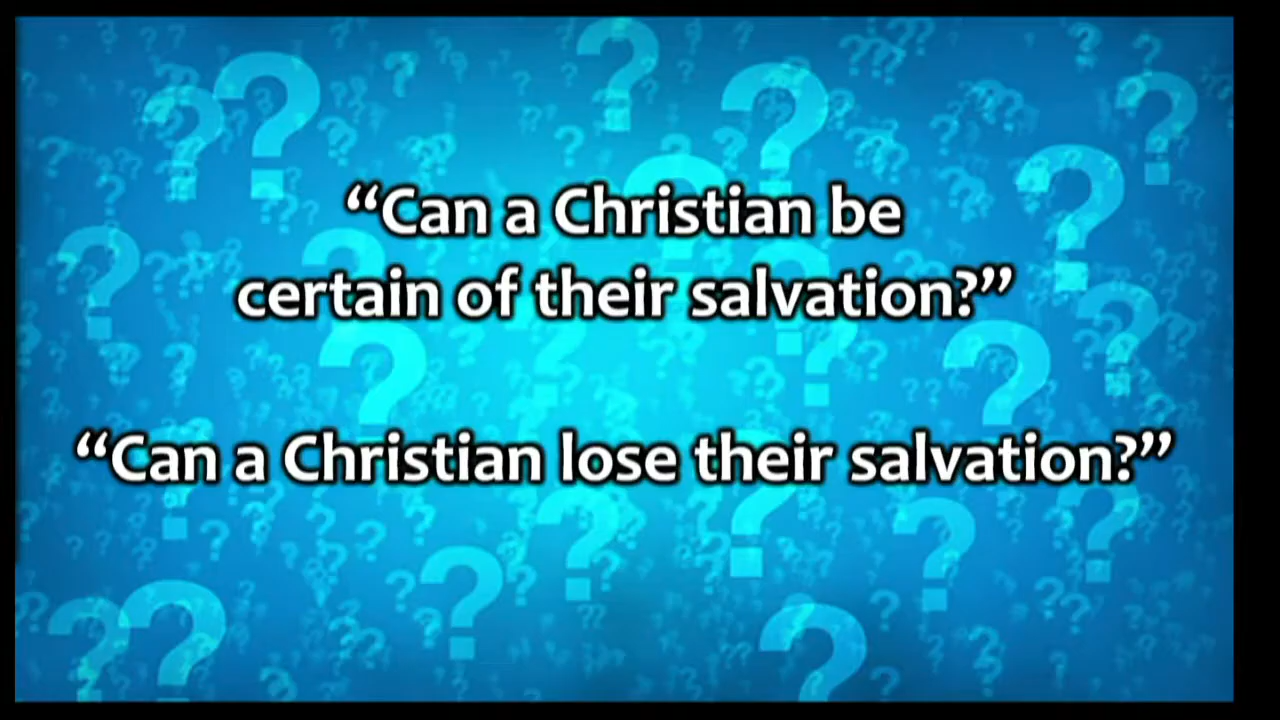 “Can a Christian be
certain of their salvation?”
“Can a Christian lose their salvation?”